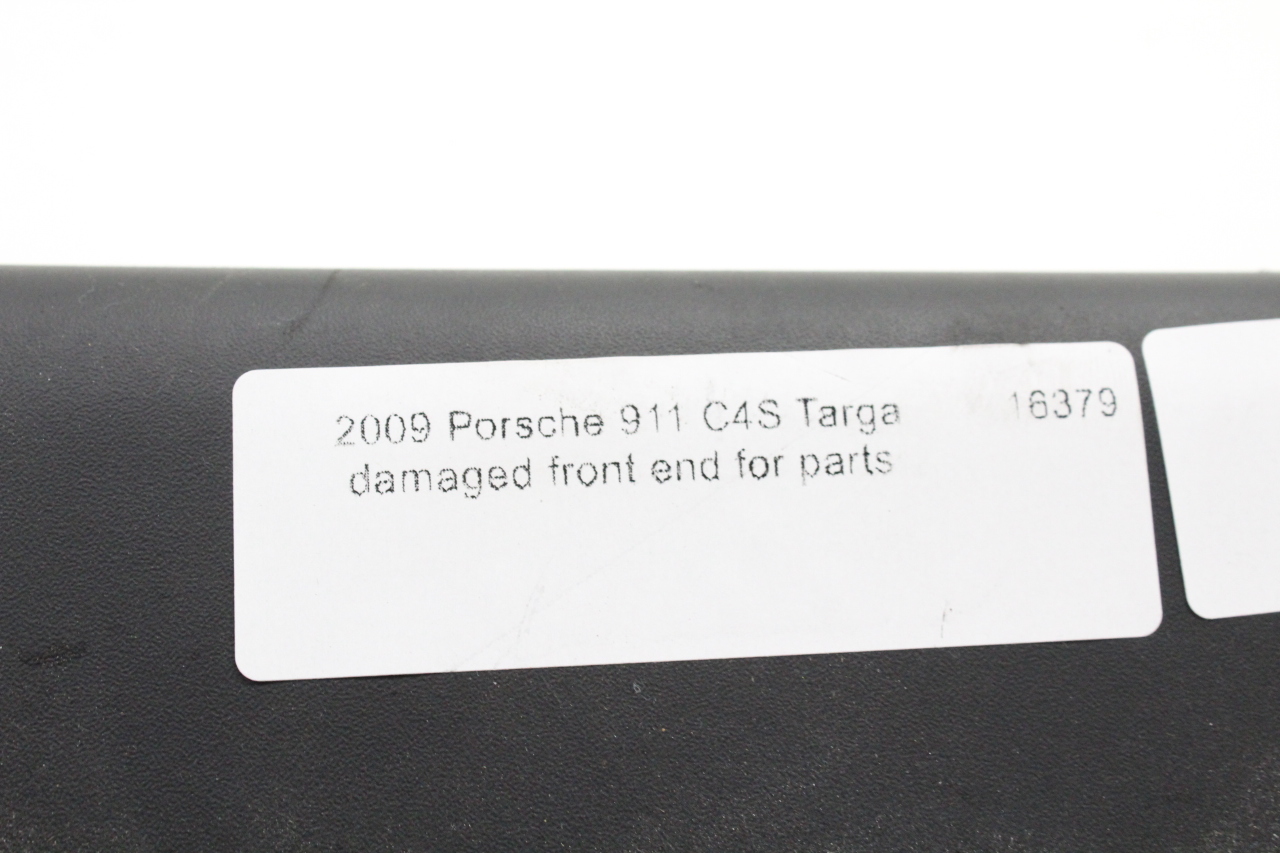 2009 Porsche 911 C4S Targa 16379
damaged front end for parts